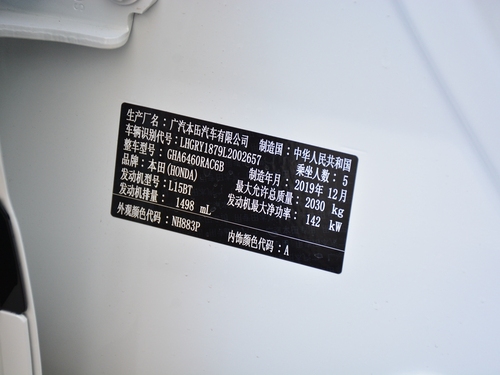 生产厂名：广汽本田汽车有限公司 制造国：中华人民共和国
车辆识别代号：LHGRY1879L2002657 乘坐人数：5
整车型号：GHA6460RAC6B 制造年月：2019年12月
品牌：本田(HONDA) 最大允许总质量：2030 kg
发动机型号：L15BT 发动机最大净功率：142 kW
发动机排量：1498 mL
外观颜色代码：NH883P 内饰颜色代码：A